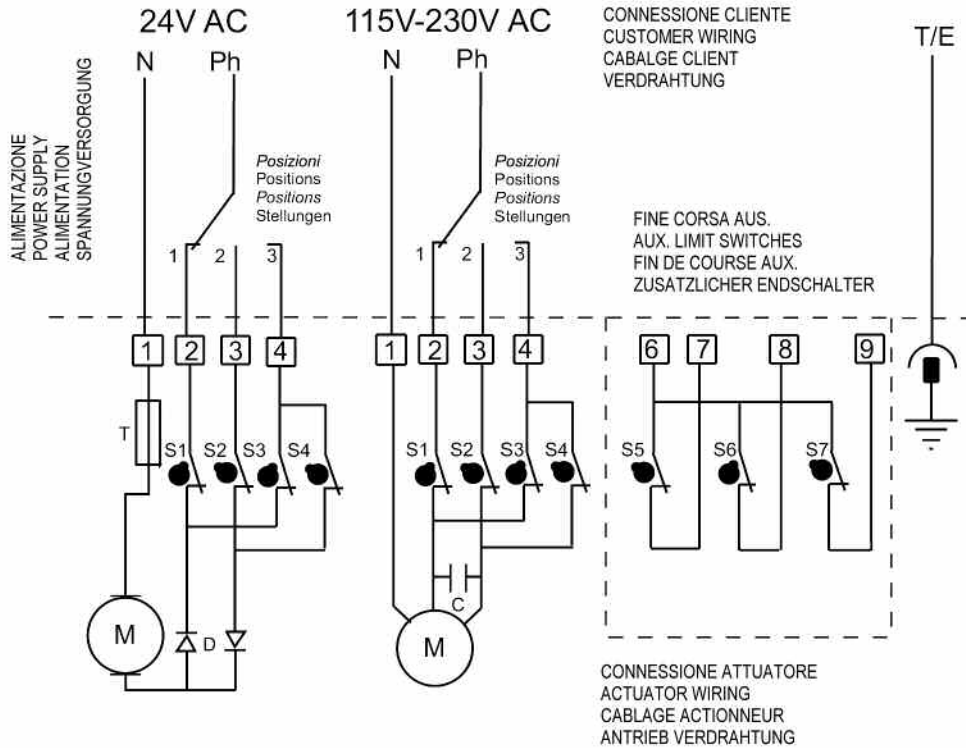 24V AC
115V-230V AC
CONNESSIONE CLIENTE
CUSTOMER WIRING
CABALGE CLIENT
VERDRAHTUNG
T/E
N
Ph
N
Ph
ALIMENTAZIONE
POWER SUPPLY
ALIMENTATION
SPANNUNGVERSORGUNG
Posizioni
Positions
Positions
Stellungen
Posizioni
Positions
Positions
Stellungen
FINE CORSA AUS.
AUX. LIMIT SWITCHES
FIN DE COURSE AUX.
ZUSATZLICHER ENDSCHALTER
1 2 3
1 2 3
1 2 3 4
1 2 3 4
6 7 8 9
T
S1 S2 S3 S4
S1 S2 S3 S4
S5 S6 S7
C
M
D
M
CONNESSIONE ATTUATORE
ACTUATOR WIRING
CABLAGE ACTIONNEUR
ANTRIEB VERDRAHTUNG